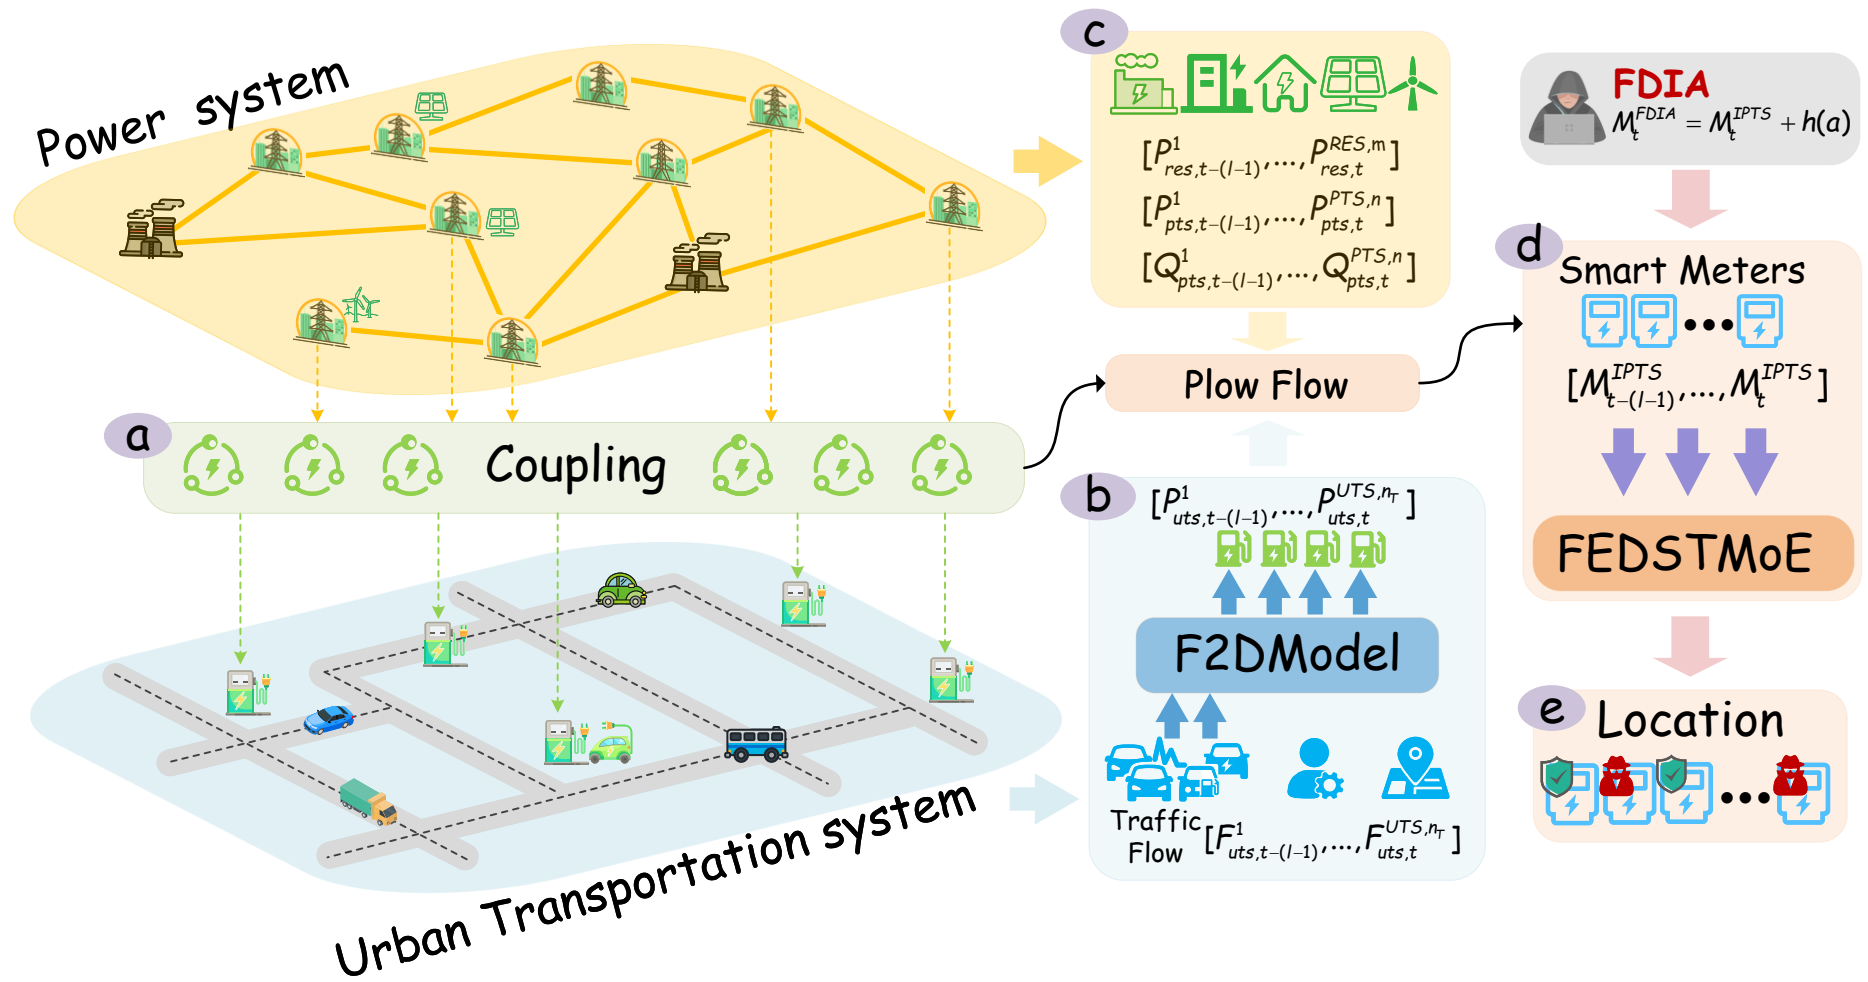 Power system
a
Coupling
Urban Transportation system
c
[P^1_{res,t-(l-1)},...,P^{RES,m}_{res,t}]
[P^1_{pts,t-(l-1)},...,P^{PTS,n}_{pts,t}]
[Q^1_{pts,t-(l-1)},...,Q^{PTS,n}_{pts,t}]
Plow Flow
b
[P^1_{uts,t-(l-1)},...,P^{UTS,n_T}_{uts,t}]
F2DModel
Traffic
Flow
[F^1_{uts,t-(l-1)},...,F^{UTS,n_T}_{uts,t}]
FDIA
M^{FDIA}_t = M^{IPTS}_t + h(a)
d
Smart Meters
[M^{IPTS}_{t-(l-1)},...,M^{IPTS}_t]
FEDSTMoE
e
Location